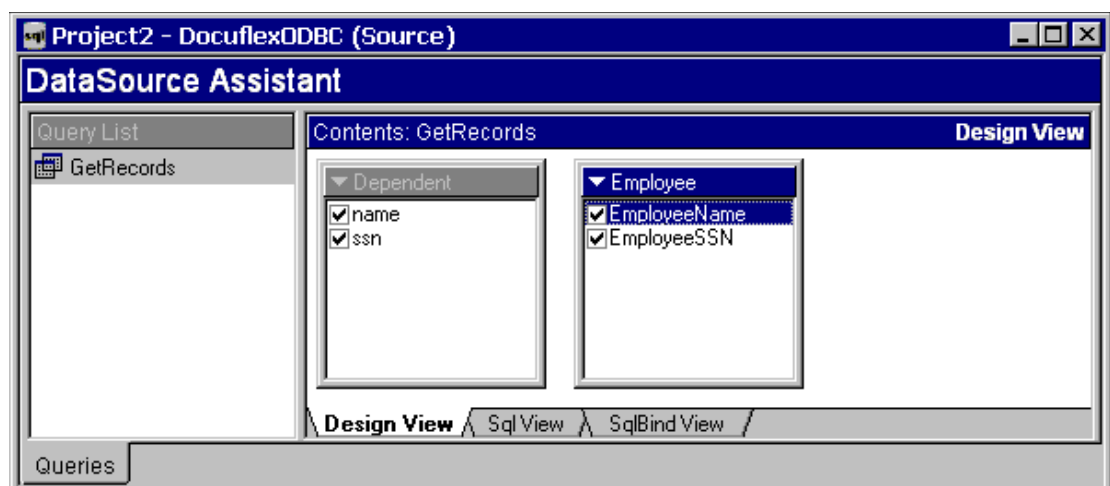 sql Project2 - DocuflexODBC (Source)
DataSource Assistant
Query List
GetRecords
Contents: GetRecords Design View
Dependent
name
ssn
Employee
EmployeeName
EmployeeSSN
Design View Sql View SqlBind View
Queries